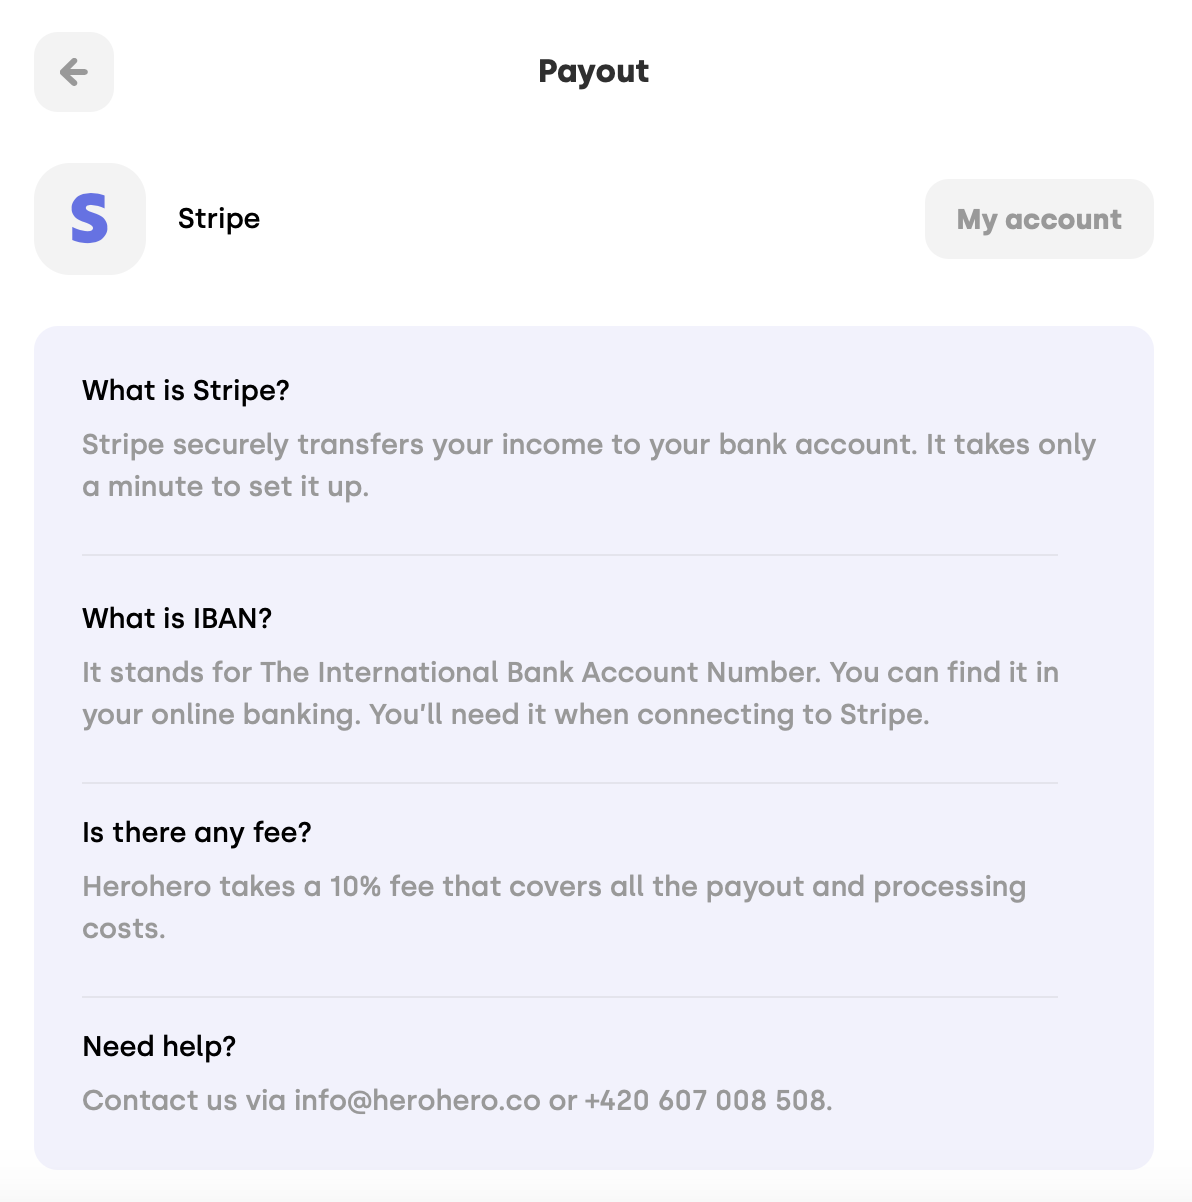 Payout
S
Stripe
My account
What is Stripe?
Stripe securely transfers your income to your bank account. It takes only
a minute to set it up.
What is IBAN?
It stands for The International Bank Account Number. You can find it in
your online banking. You’ll need it when connecting to Stripe.
Is there any fee?
Herohero takes a 10% fee that covers all the payout and processing
costs.
Need help?
Contact us via info@herohero.co or +420 607 008 508.